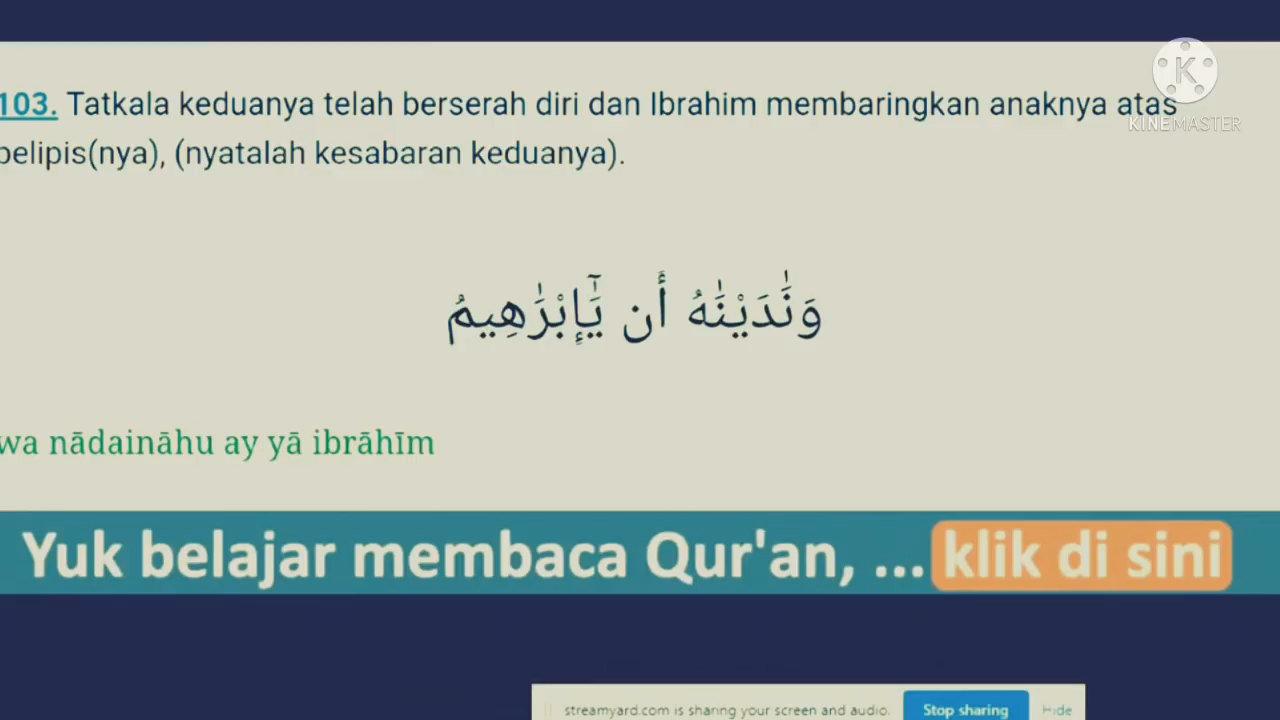 103. Tatkala keduanya telah berserah diri dan Ibrahim membaringkan anaknya atas
pelipis(nya), (nyatalah kesabaran keduanya).
K
KINEMASTER
وَنَٰدَيْنَٰهُ أَن يَٰٓإِبْرَٰهِيمُ
wa nādaināhu ay yā ibrāhīm
Yuk belajar membaca Qur'an, ... klik di sini
streamyard.com is sharing your screen and audio. Stop sharing Hide